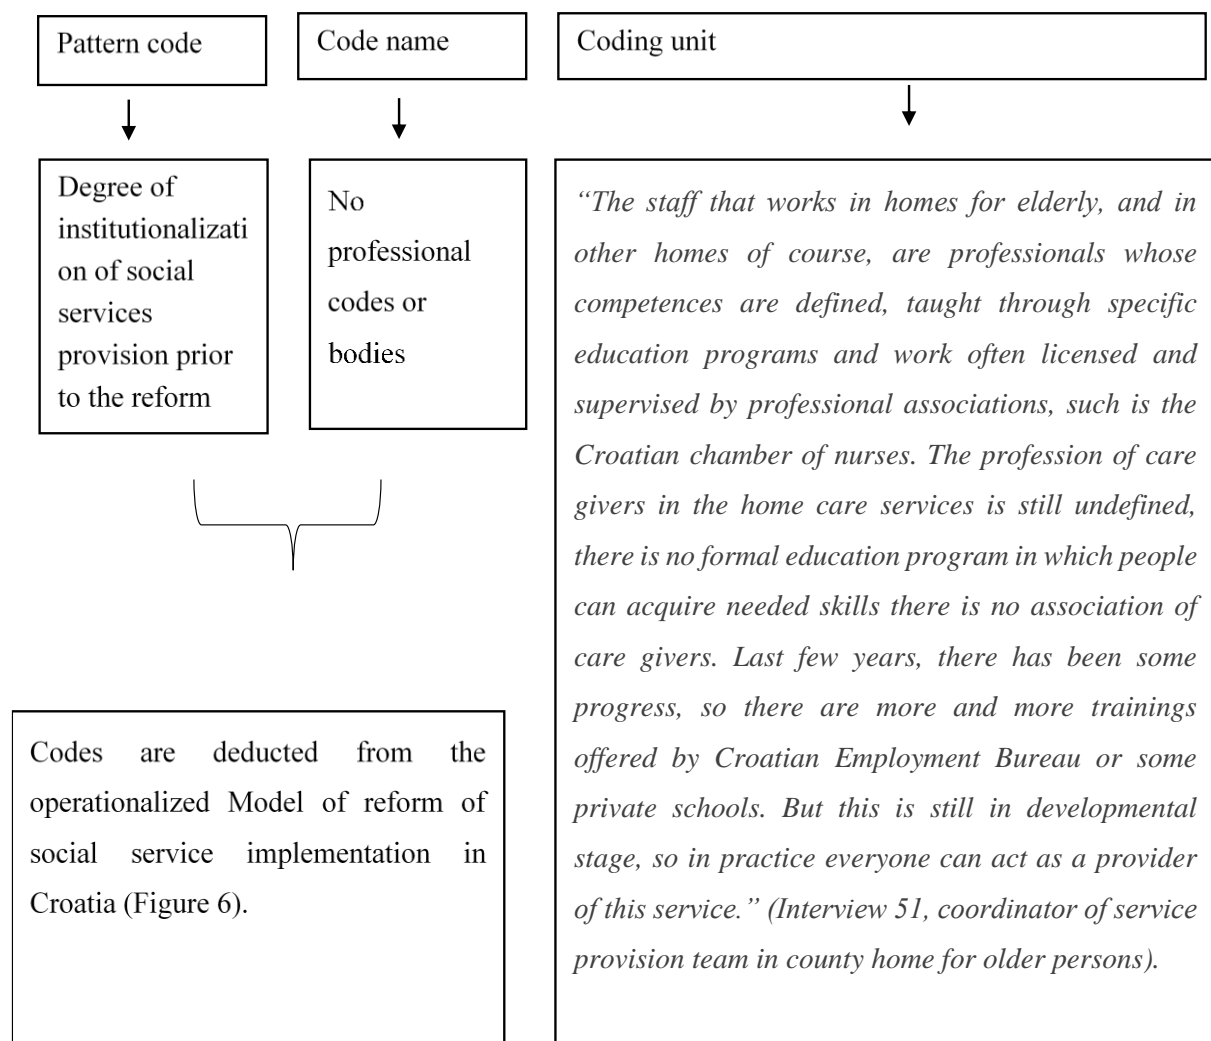 Pattern code
Code name
Coding unit
Degree of
institutionalizati
on of social
services
provision prior
to the reform
No
professional
codes or
bodies
“The staff that works in homes for elderly, and in
other homes of course, are professionals whose
competences are defined, taught through specific
education programs and work often licensed and
supervised by professional associations, such is the
Croatian chamber of nurses. The profession of care
givers in the home care services is still undefined,
there is no formal education program in which people
can acquire needed skills there is no association of
care givers. Last few years, there has been some
progress, so there are more and more trainings
offered by Croatian Employment Bureau or some
private schools. But this is still in developmental
stage, so in practice everyone can act as a provider
of this service.” (Interview 51, coordinator of service
provision team in county home for older persons).
Codes are deducted from the
operationalized Model of reform of
social service implementation in
Croatia (Figure 6).